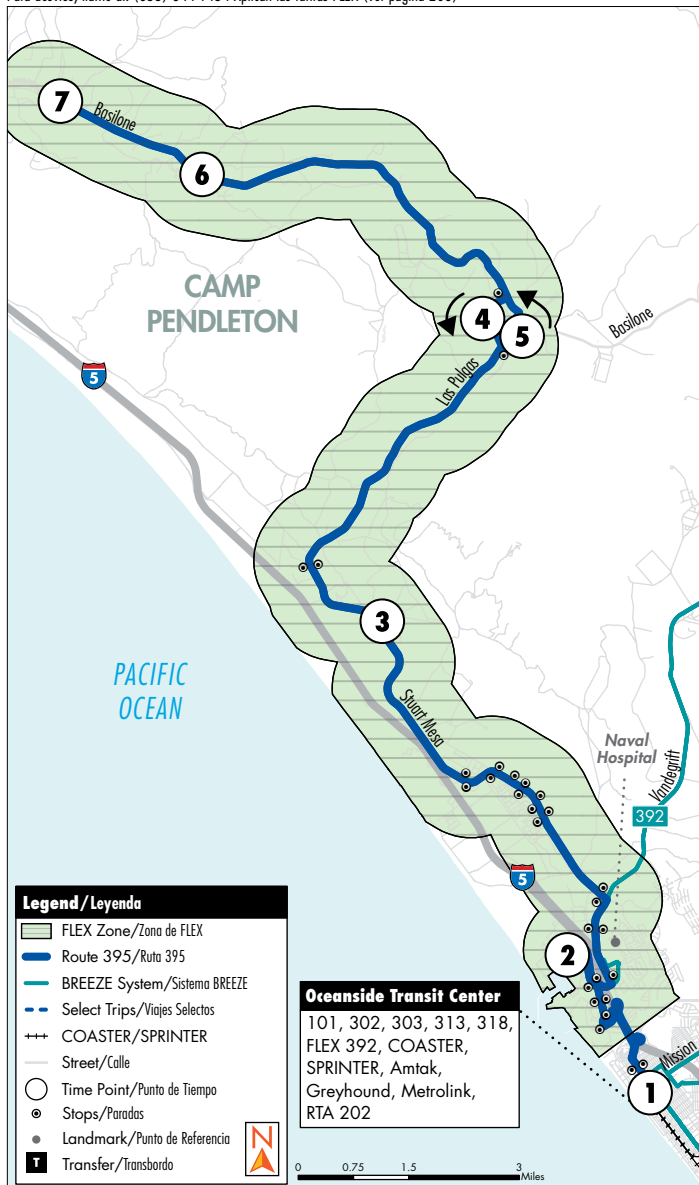 7
Basilone
6
CAMP
PENDLETON
4
5
Basilone
5
Las Pulgas
3
PACIFIC
OCEAN
Stuart Mesa
Naval
Hospital
Vandegrift
392
5
2
Legend/Leyenda
FLEX Zone/Zona de FLEX
Route 395/Ruta 395
BREEZE System/Sistema BREEZE
Select Trips/Viajes Selectos
COASTER/SPRINTER
Street/Calle
Time Point/Punto de Tiempo
Stops/Paradas
Landmark/Punto de Referencia
T Transfer/Transbordo
N
Oceanside Transit Center
101, 302, 303, 313, 318,
FLEX 392, COASTER,
SPRINTER, Amtak,
Greyhound, Metrolink,
RTA 202
Mission
1
0 0.75 1.5 3
Miles